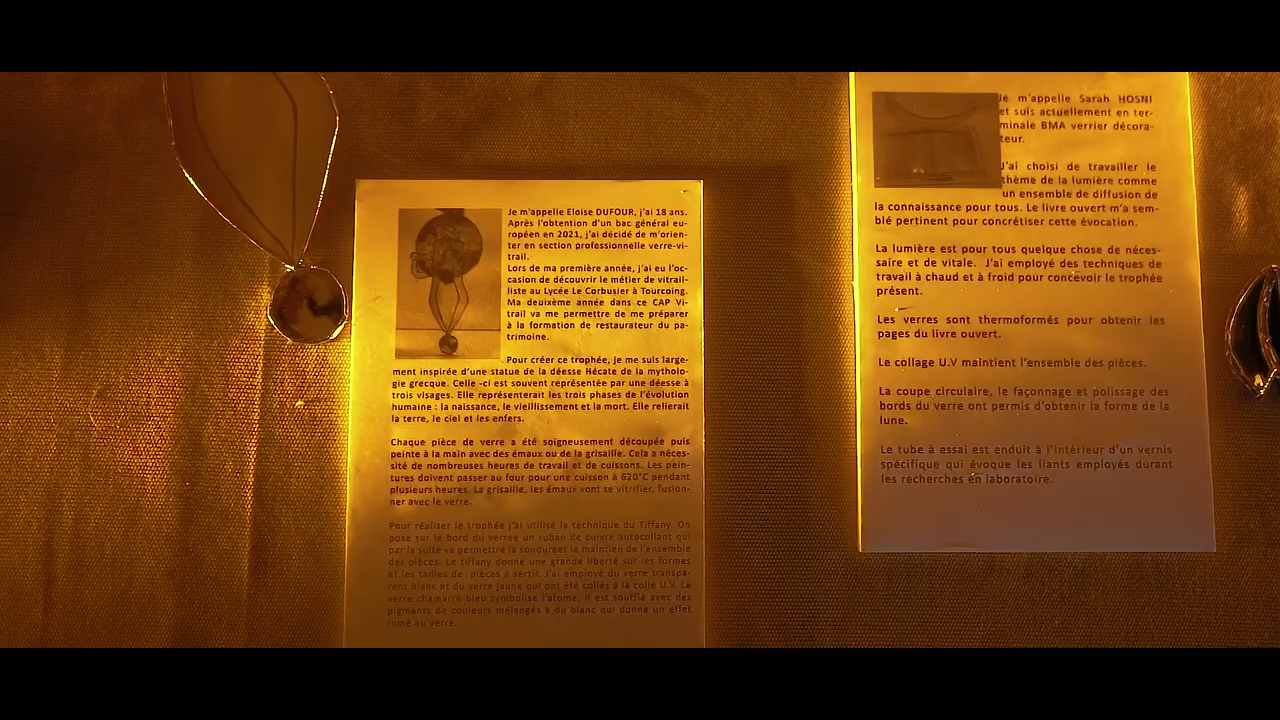 Je m'appelle Eloise DUFOUR, j'ai 18 ans.
Après l'obtention d'un bac général eu-
ropéen en 2021, j'ai décidé de m'orien-
ter en section professionnelle verre-vi-
trail.
Lors de ma première année, j'ai eu l'oc-
casion de découvrir le métier de vitrail-
liste au Lycée Le Corbusier à Tourcoing.
Ma deuxième année dans ce CAP Vi-
trail va me permettre de me préparer
à la formation de restaurateur du pa-
trimoine.
Pour créer ce trophée, je me suis large-
ment inspirée d'une statue de la déesse Hécate de la mytholo-
gie grecque. Celle -ci est souvent représentée par une déesse à
trois visages. Elle représenterait les trois phases de l'évolution
humaine : la naissance, le vieillissement et la mort. Elle relierait
la terre, le ciel et les enfers.
Chaque pièce de verre a été soigneusement découpée puis
peinte à la main avec des émaux ou de la grisaille. Cela a néces-
sité de nombreuses heures de travail et de cuissons. Les pein-
tures doivent passer au four pour une cuisson à 620°C pendant
plusieurs heures. La grisaille, les émaux vont se vitrifier, fusion-
ner avec le verre.
Pour réaliser le trophée j'ai utilisé la technique du Tiffany. On
pose sur le bord du verree un ruban de cuivre autocollant qui
par la suite va permettre la soudureet le maintien de l'ensemble
des pièces. Le tiffany donne une grande liberté sur les formes
et les tailles de pièces à sertir. J'ai employé du verre transpa-
rent blanc et du verre jaune qui ont été collés à la colle U.V. Le
verre chamarré bleu symbolise l'atome, il est soufflé avec des
pigments de couleurs mélangés à du blanc qui donne un effet
fumé au verre.
Je m'appelle Sarah HOSNI
et suis actuellement en ter-
minale BMA verrier décora-
teur.
J'ai choisi de travailler le
thème de la lumière comme
un ensemble de diffusion de
la connaissance pour tous. Le livre ouvert m'a sem-
blé pertinent pour concrétiser cette évocation.
La lumière est pour tous quelque chose de néces-
saire et de vitale. J'ai employé des techniques de
travail à chaud et à froid pour concevoir le trophée
présent.
Les verres sont thermoformés pour obtenir les
pages du livre ouvert.
Le collage U.V maintient l'ensemble des pièces.
La coupe circulaire, le façonnage et polissage des
bords du verre ont permis d'obtenir la forme de la
lune.
Le tube à essai est enduit à l'intérieur d'un vernis
spécifique qui évoque les liants employés durant
les recherches en laboratoire.